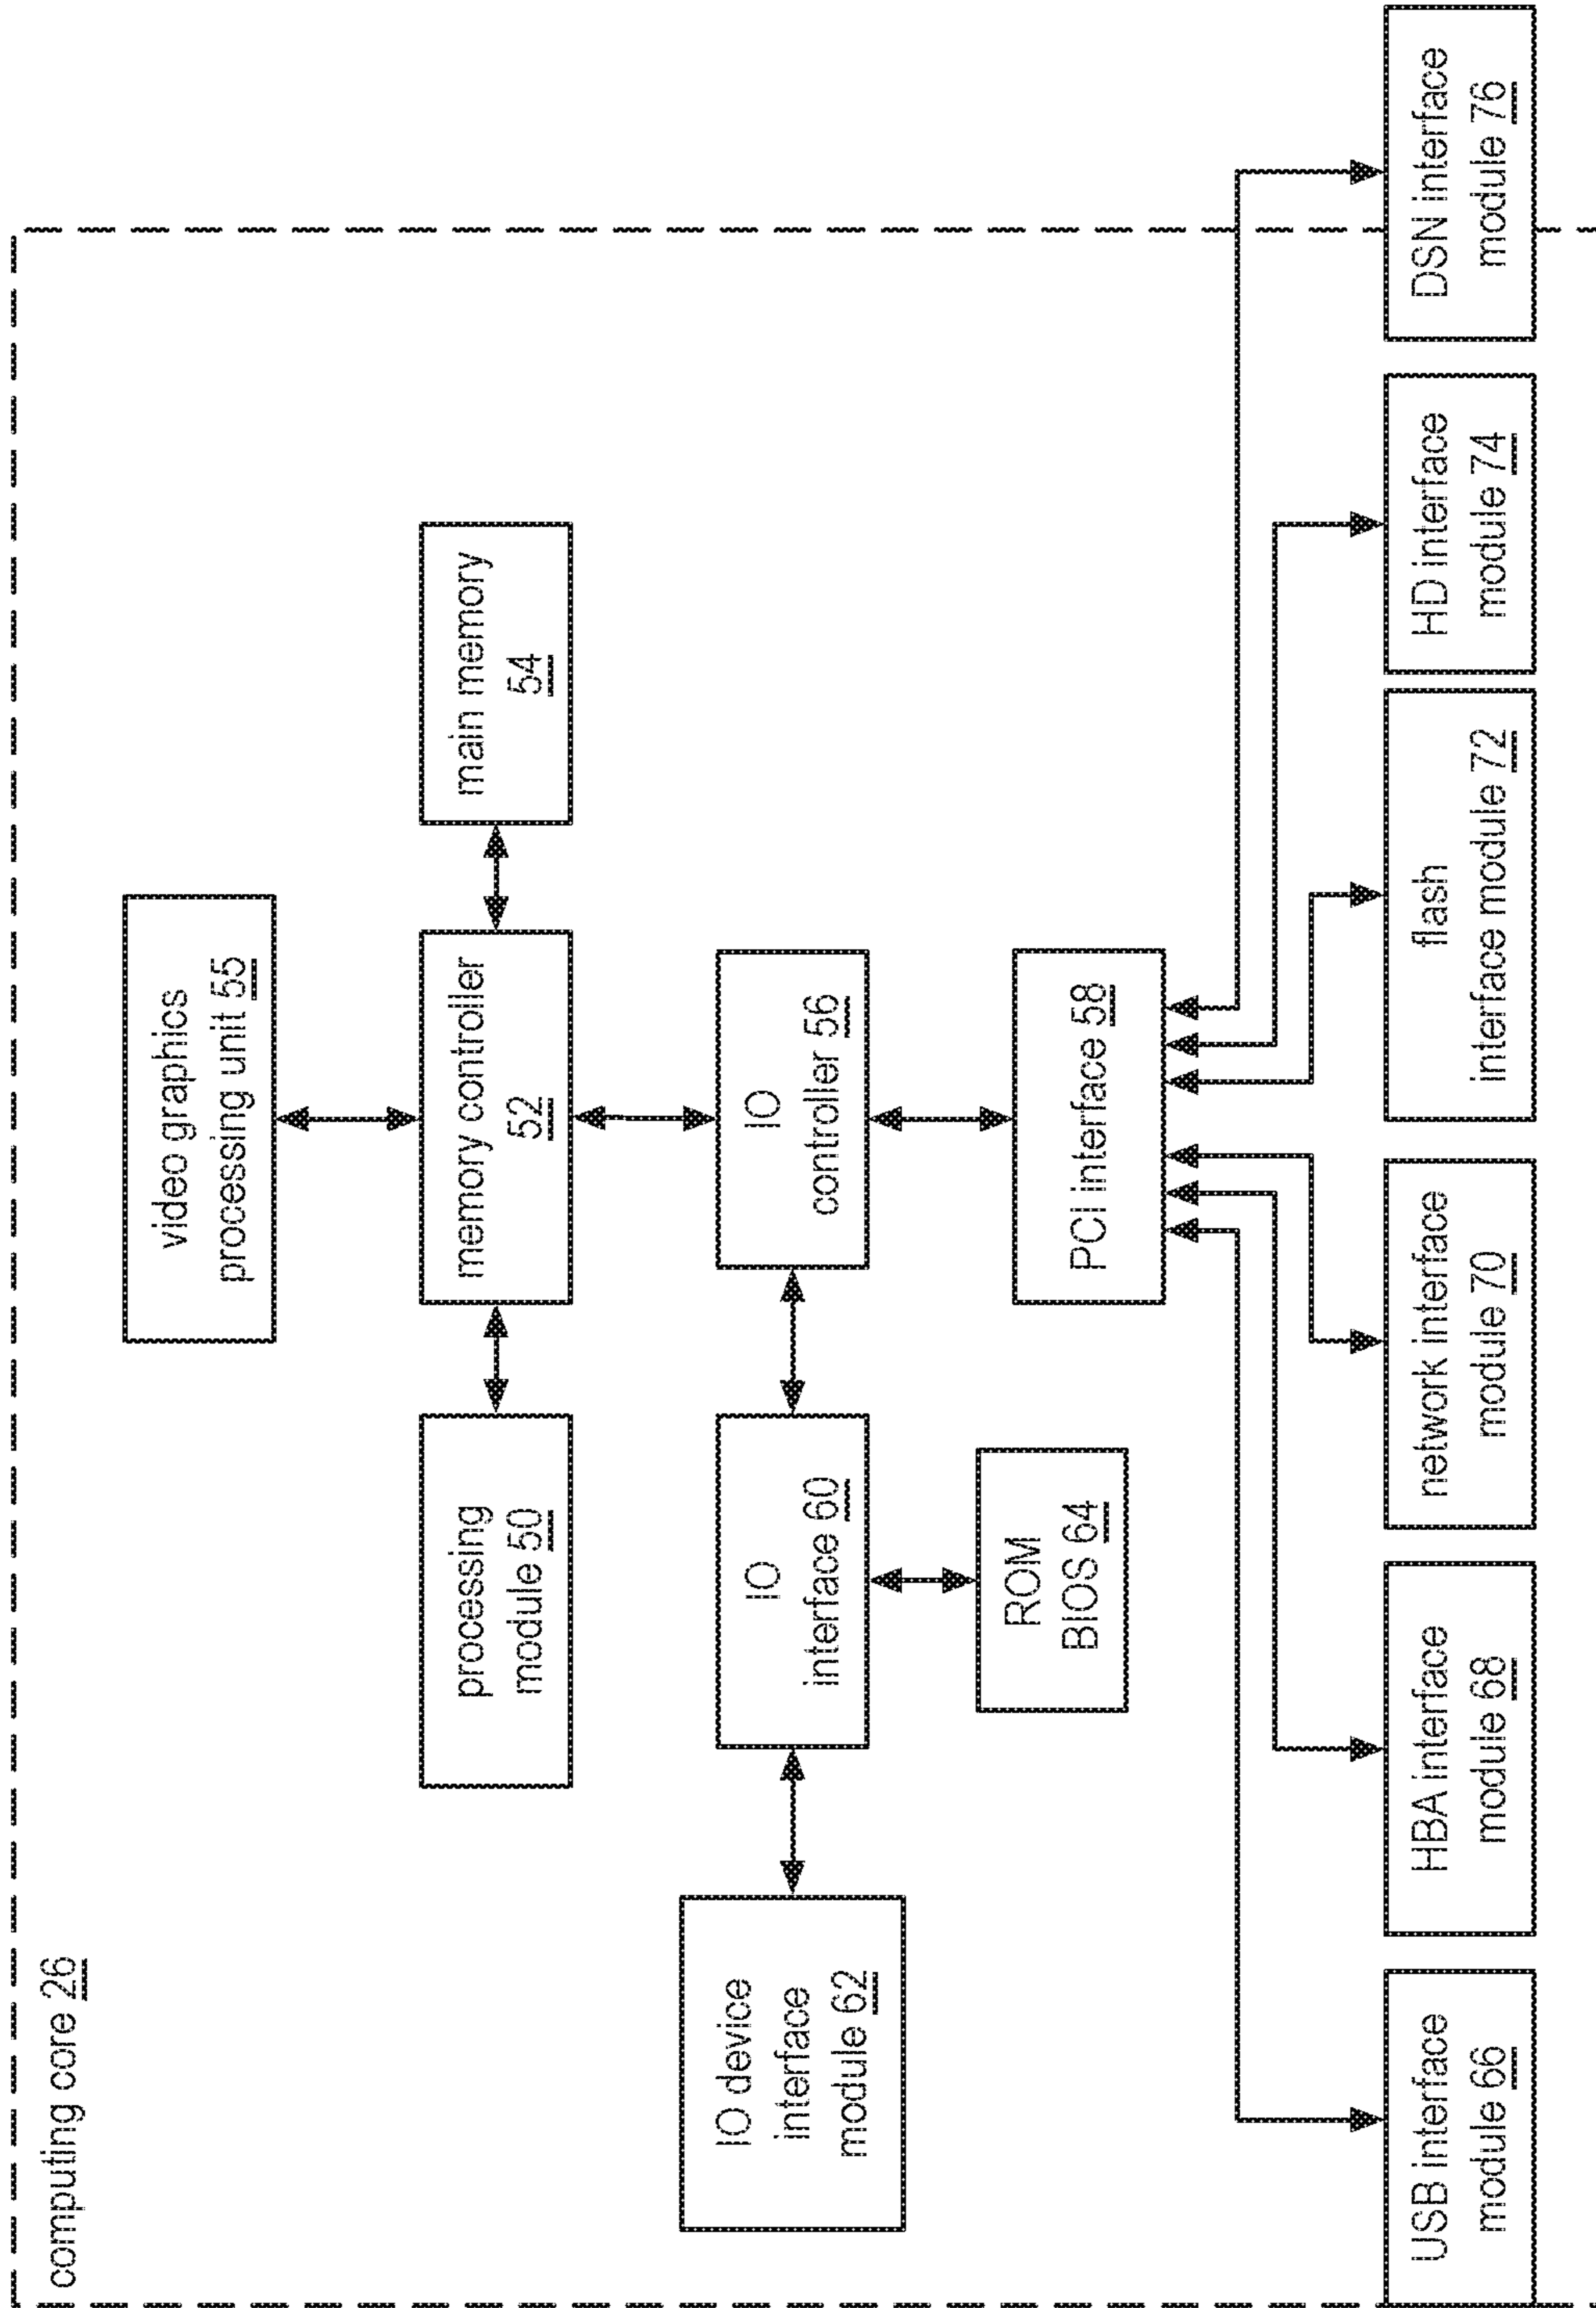 computing core 26
video graphics
processing unit 55
processing
module 50
memory controller
52
main memory
54
IO device
interface
module 62
IO
interface 60
IO
controller 56
ROM
BIOS 64
PCI interface 58
USB interface
module 66
HBA interface
module 68
network interface
module 70
flash
interface module 72
HD interface
module 74
DSN interface
module 76